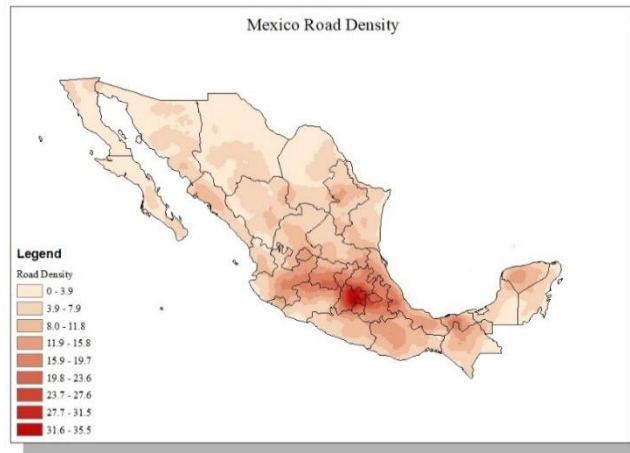 Mexico Road Density
Legend
Road Density
0 - 3.9
3.9 - 7.9
8.0 - 11.8
11.9 - 15.8
15.9 - 19.7
19.8 - 23.6
23.7 - 27.6
27.7 - 31.5
31.6 - 35.5